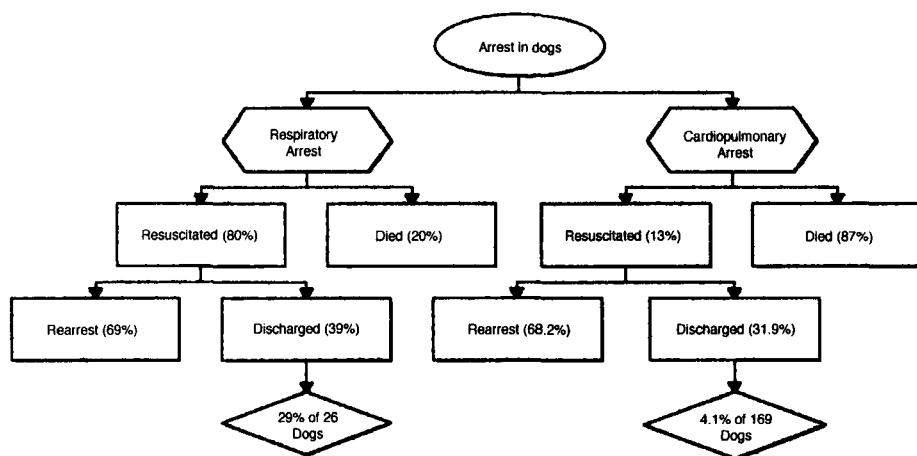 Arrest in dogs
Respiratory
Arrest
Cardiopulmonary
Arrest
Resuscitated (80%)
Died (20%)
Resuscitated (13%)
Died (87%)
Rearrest (69%)
Discharged (39%)
Rearrest (68.2%)
Discharged (31.9%)
29% of 26
Dogs
4.1% of 169
Dogs